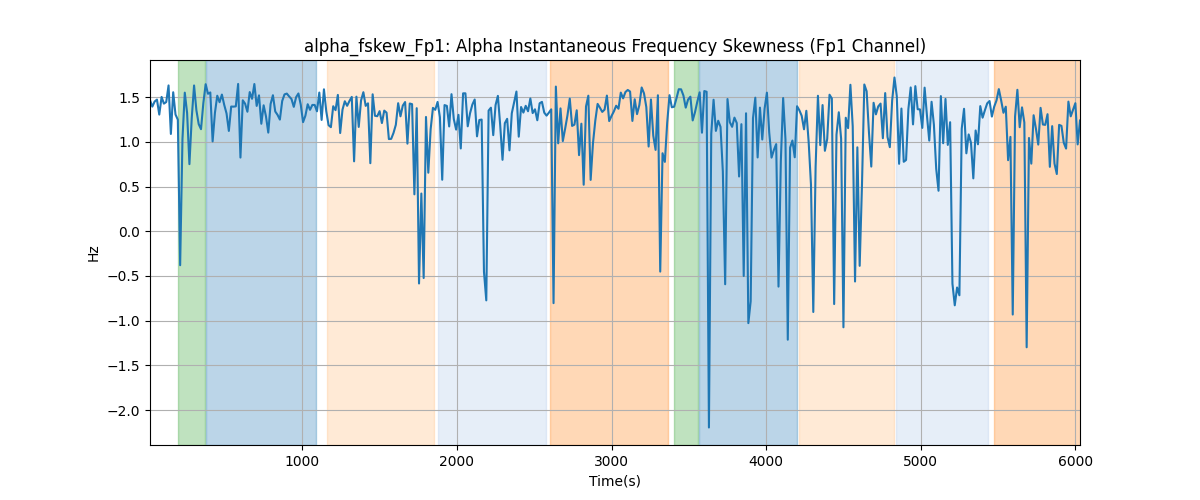 alpha_fskew_Fp1: Alpha Instantaneous Frequency Skewness (Fp1 Channel)
Hz
1.5
1.0
0.5
0.0
−0.5
−1.0
−1.5
−2.0
1000 2000 3000 4000 5000 6000
Time(s)